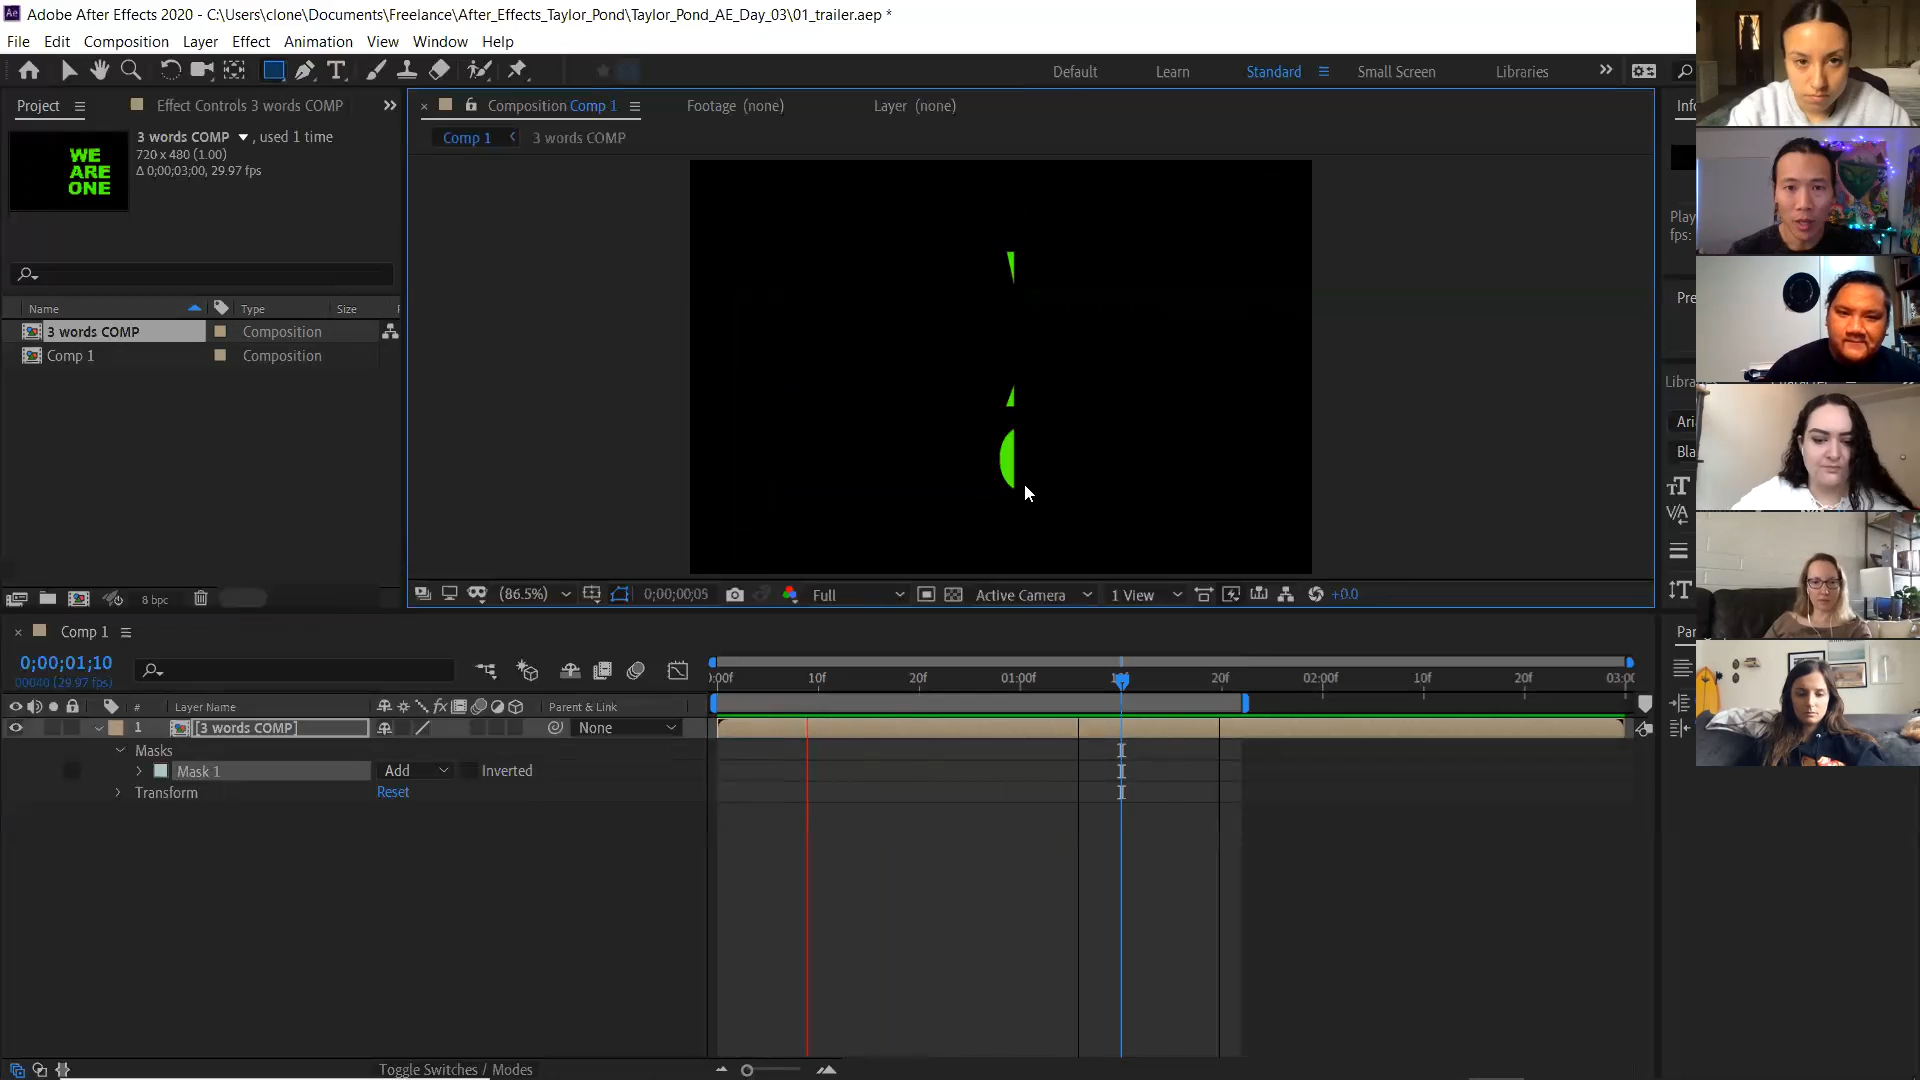 Ae Adobe After Effects 2020 - C:\Users\clone\Documents\Freelance\After_Effects_Taylor_Pond\Taylor_Pond_AE_Day_03\01_trailer.aep *
File Edit Composition Layer Effect Animation View Window Help
Default Learn Standard Small Screen Libraries
Project Effect Controls 3 words COMP
Composition Comp 1 Footage (none) Layer (none)
Comp 1 3 words COMP
3 words COMP , used 1 time
720 x 480 (1.00)
Δ 0;00;03;00, 29.97 fps
WE
ARE
ONE
Name Type Size
3 words COMP Composition
Comp 1 Composition
8 bpc
(86.5%) 0;00;00;05 Full Active Camera 1 View +0.0
Play
fps:
Comp 1
0;00;01;10
00040 (29.97 fps)
10f 20f 01:00f 20f 02:00f 10f 20f
# Layer Name Parent & Link
1 [3 words COMP] None
Masks
Mask 1 Add Inverted
Transform Reset
Toggle Switches / Modes